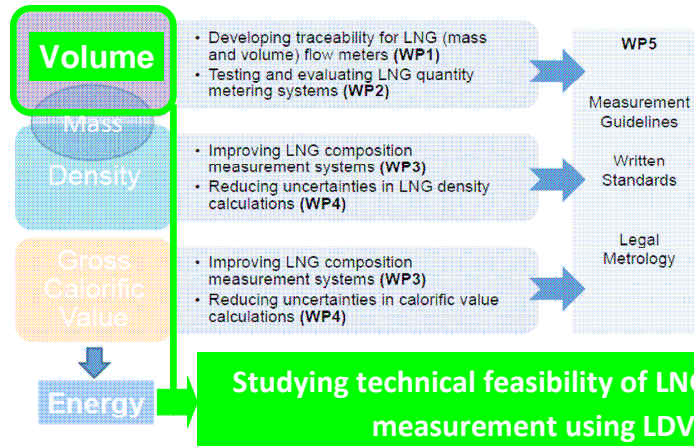 Volume
• Developing traceability for LNG (mass
and volume) flow meters (WP1)
• Testing and evaluating LNG quantity
metering systems (WP2)
WP5
Measurement
Guidelines
Written
Standards
Legal
Metrology
Mass
Density
• Improving LNG composition
measurement systems (WP3)
• Reducing uncertainties in LNG density
calculations (WP4)
Gross
Calorific
Value
• Improving LNG composition
measurement systems (WP3)
• Reducing uncertainties in calorific value
calculations (WP4)
Energy
Studying technical feasibility of LNG
measurement using LDV